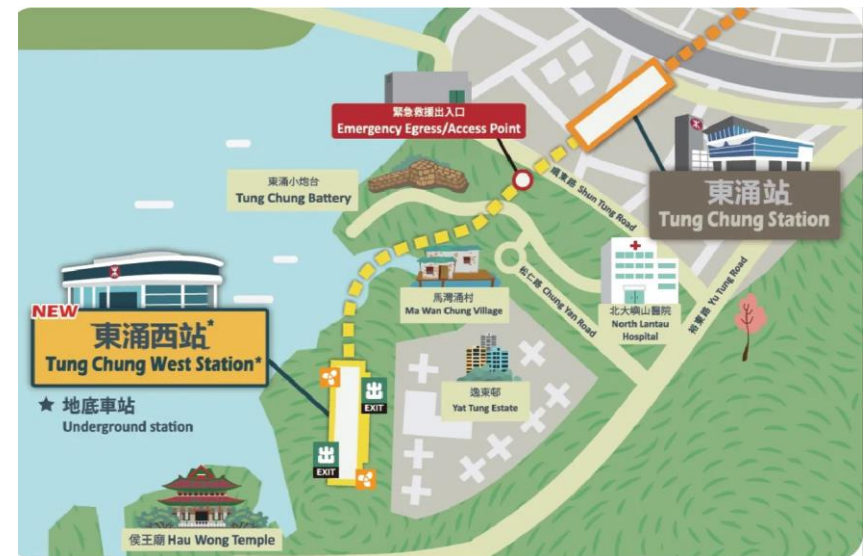 緊急救援出入口
Emergency Egress/Access Point
東涌小炮台
Tung Chung Battery
順東路 Shun Tung Road
東涌站
Tung Chung Station
馬灣涌村
Ma Wan Chung Village
松仁路 Chung Yan Road
北大嶼山醫院
North Lantau
Hospital
裕東路 Yu Tung Road
NEW
東涌西站*
Tung Chung West Station*
★ 地底車站
Underground station
出
EXIT
逸東邨
Yat Tung Estate
出
EXIT
侯王廟 Hau Wong Temple